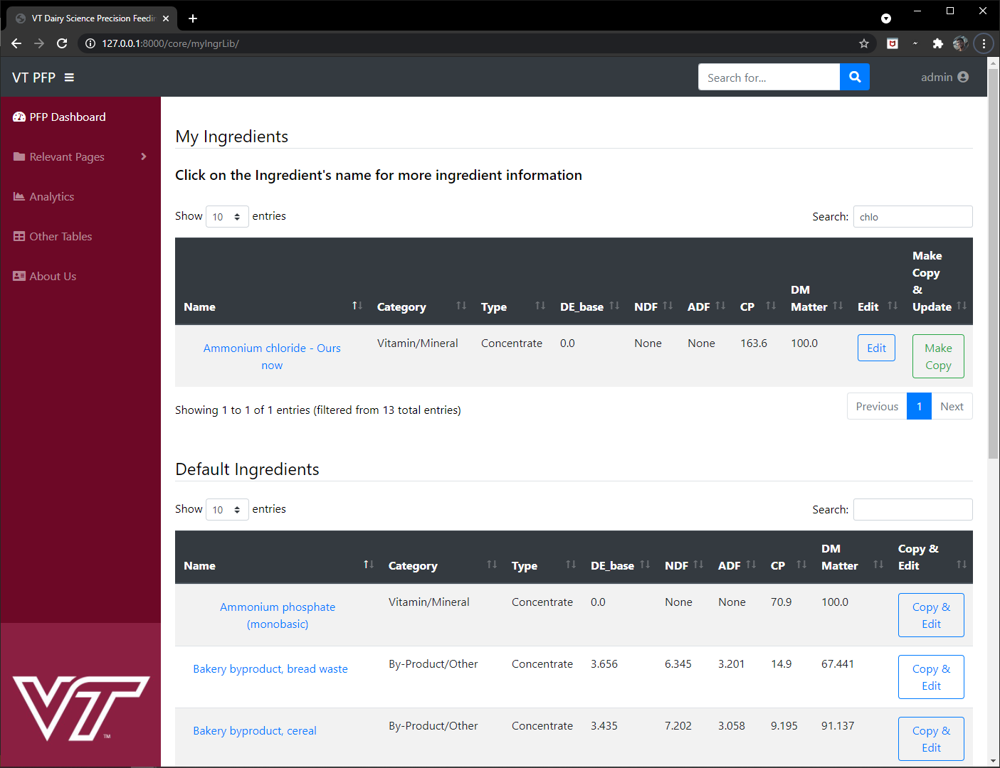 VT Dairy Science Precision Feedin
127.0.0.1:8000/core/myIngrLib/
VT PFP
Search for...
admin
PFP Dashboard
Relevant Pages
Analytics
Other Tables
About Us
My Ingredients
Click on the Ingredient's name for more ingredient information
Show 10 entries
Search: chlo
Name Category Type DE_base NDF ADF CP DM Matter Edit Make Copy & Update
Ammonium chloride - Ours now Vitamin/Mineral Concentrate 0.0 None None 163.6 100.0 Edit Make Copy
Showing 1 to 1 of 1 entries (filtered from 13 total entries)
Previous 1 Next
Default Ingredients
Show 10 entries
Search:
Name Category Type DE_base NDF ADF CP DM Matter Copy & Edit
Ammonium phosphate (monobasic) Vitamin/Mineral Concentrate 0.0 None None 70.9 100.0 Copy & Edit
Bakery byproduct, bread waste By-Product/Other Concentrate 3.656 6.345 3.201 14.9 67.441 Copy & Edit
Bakery byproduct, cereal By-Product/Other Concentrate 3.435 7.202 3.058 9.195 91.137 Copy & Edit
VT
TM